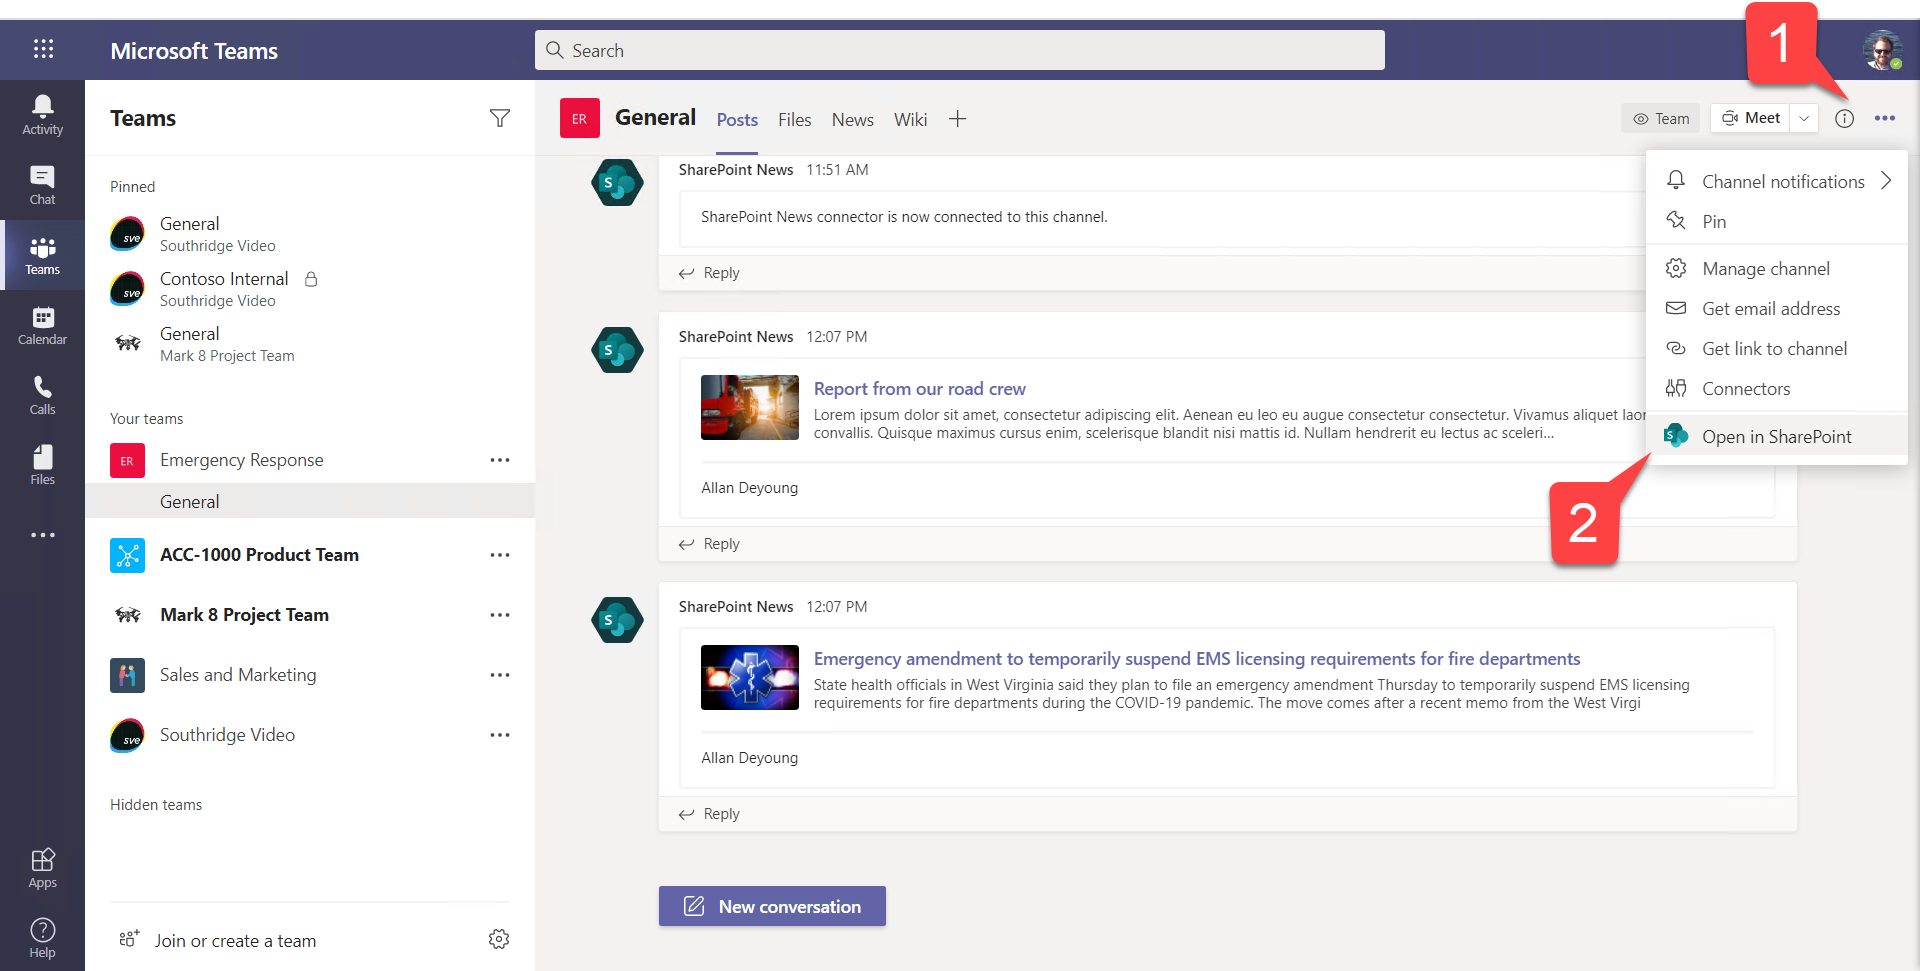 1
Microsoft Teams
Search
Activity
Chat
Teams
Calendar
Calls
Files
Apps
Help
Teams
Pinned
sve
General
Southridge Video
sve
Contoso Internal
Southridge Video
General
Mark 8 Project Team
Your teams
ER
Emergency Response
General
ACC-1000 Product Team
Mark 8 Project Team
Sales and Marketing
sve
Southridge Video
Hidden teams
Join or create a team
ER
General
Posts
Files
News
Wiki
Team
Meet
S
SharePoint News 11:51 AM
SharePoint News connector is now connected to this channel.
Reply
S
SharePoint News 12:07 PM
Report from our road crew
Lorem ipsum dolor sit amet, consectetur adipiscing elit. Aenean eu leo eu augue consectetur consectetur. Vivamus aliquet laor
convallis. Quisque maximus cursus enim, scelerisque blandit nisi mattis id. Nullam hendrerit eu lectus ac sceleri...
Allan Deyoung
Reply
S
SharePoint News 12:07 PM
Emergency amendment to temporarily suspend EMS licensing requirements for fire departments
State health officials in West Virginia said they plan to file an emergency amendment Thursday to temporarily suspend EMS licensing
requirements for fire departments during the COVID-19 pandemic. The move comes after a recent memo from the West Virgi
Allan Deyoung
Reply
New conversation
Channel notifications
Pin
Manage channel
Get email address
Get link to channel
Connectors
S
Open in SharePoint
2